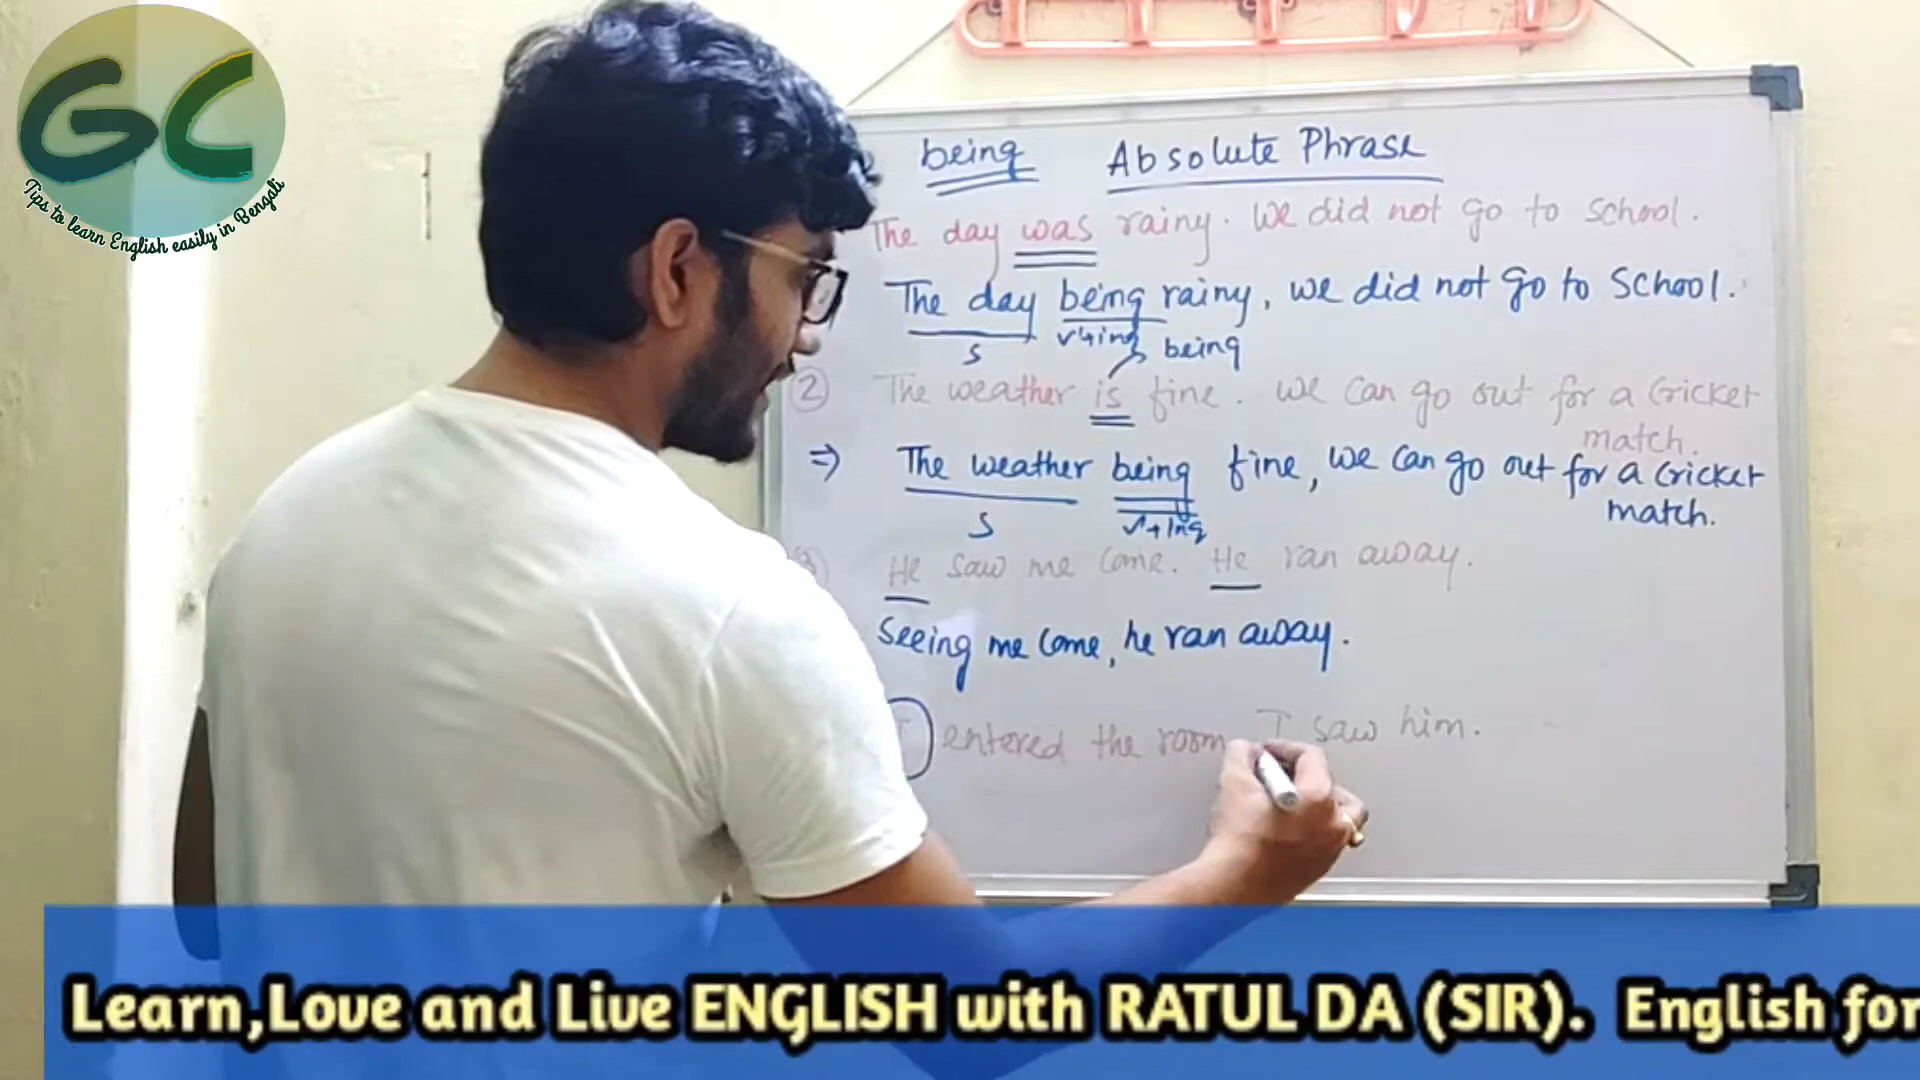 GC
Tips to learn English easily in Bengali
being Absolute Phrase
The day was rainy. We did not go to School.
The day being rainy, we did not go to School.
S v+ing being
2 The weather is fine. We can go out for a Cricket
match.
⇒ The weather being fine, we can go out for a Cricket
match.
S v+ing
He saw me come. He ran away.
Seeing me come, he ran away.
entered the room I saw him.
Learn,Love and Live ENGLISH with RATUL DA (SIR). English for